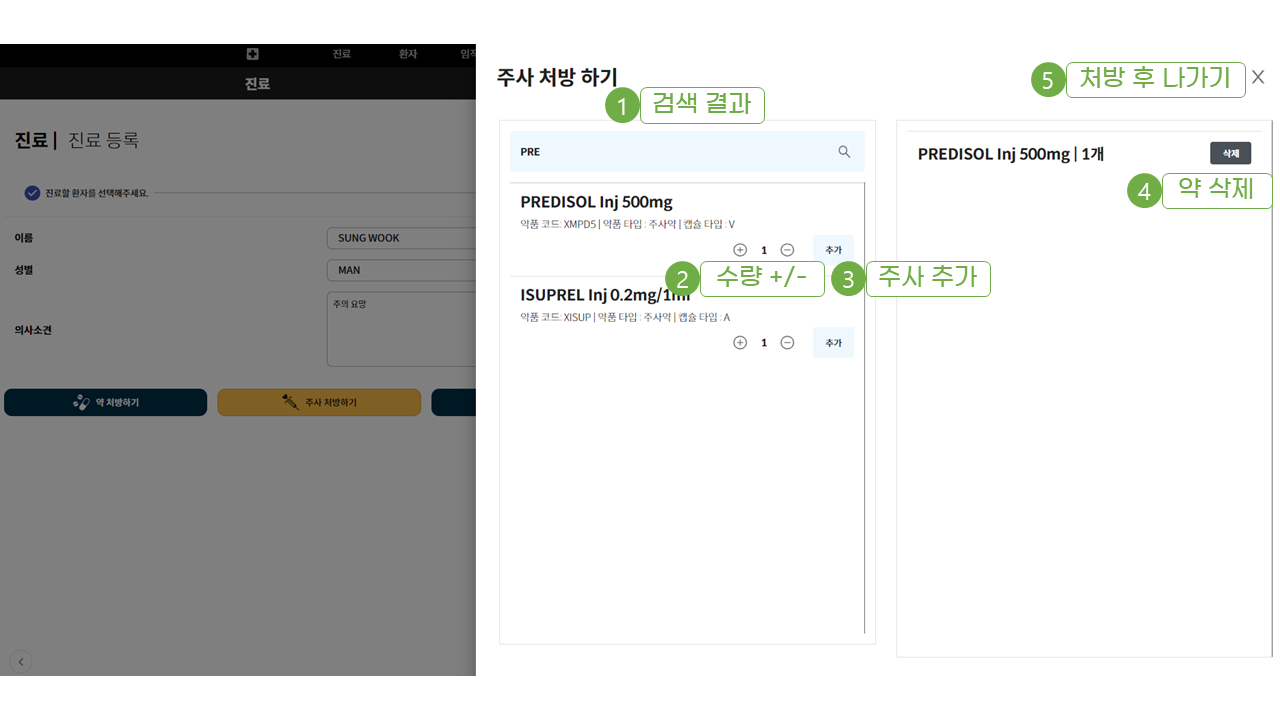 진료
환자
임직
진료
진료 | 진료 등록
진료할 환자를 선택해주세요.
이름
SUNG WOOK
성별
MAN
의사소견
주의 요망
약 처방하기
주사 처방하기
주사 처방 하기
1 검색 결과
5 처방 후 나가기 X
PRE
PREDISOL Inj 500mg
약품 코드: XMPD5 | 약품 타입 : 주사약 | 캡슐 타입 : V
1
추가
2 수량 +/-
3 주사 추가
ISUPREL Inj 0.2mg/1ml
약품 코드: XISUP | 약품 타입 : 주사약 | 캡슐 타입 : A
1
추가
PREDISOL Inj 500mg | 1개
삭제
4 약 삭제